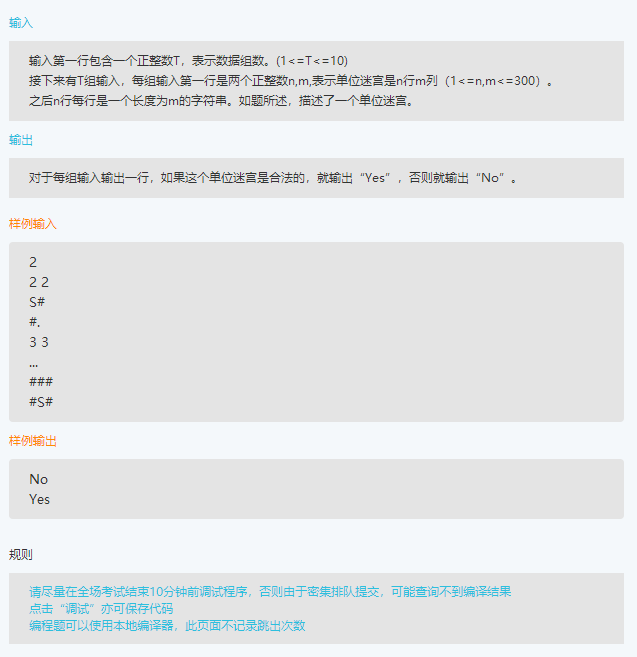 输入
输入第一行包含一个正整数T，表示数据组数。(1<=T<=10)
接下来有T组输入，每组输入第一行是两个正整数n,m,表示单位迷宫是n行m列（1<=n,m<=300）。
之后n行每行是一个长度为m的字符串。如题所述，描述了一个单位迷宫。
输出
对于每组输入输出一行，如果这个单位迷宫是合法的，就输出“Yes”，否则就输出“No”。
样例输入
2
2 2
S#
#.
3 3
...
###
#S#
样例输出
No
Yes
规则
请尽量在全场考试结束10分钟前调试程序，否则由于密集排队提交，可能查询不到编译结果
点击“调试”亦可保存代码
编程题可以使用本地编译器，此页面不记录跳出次数